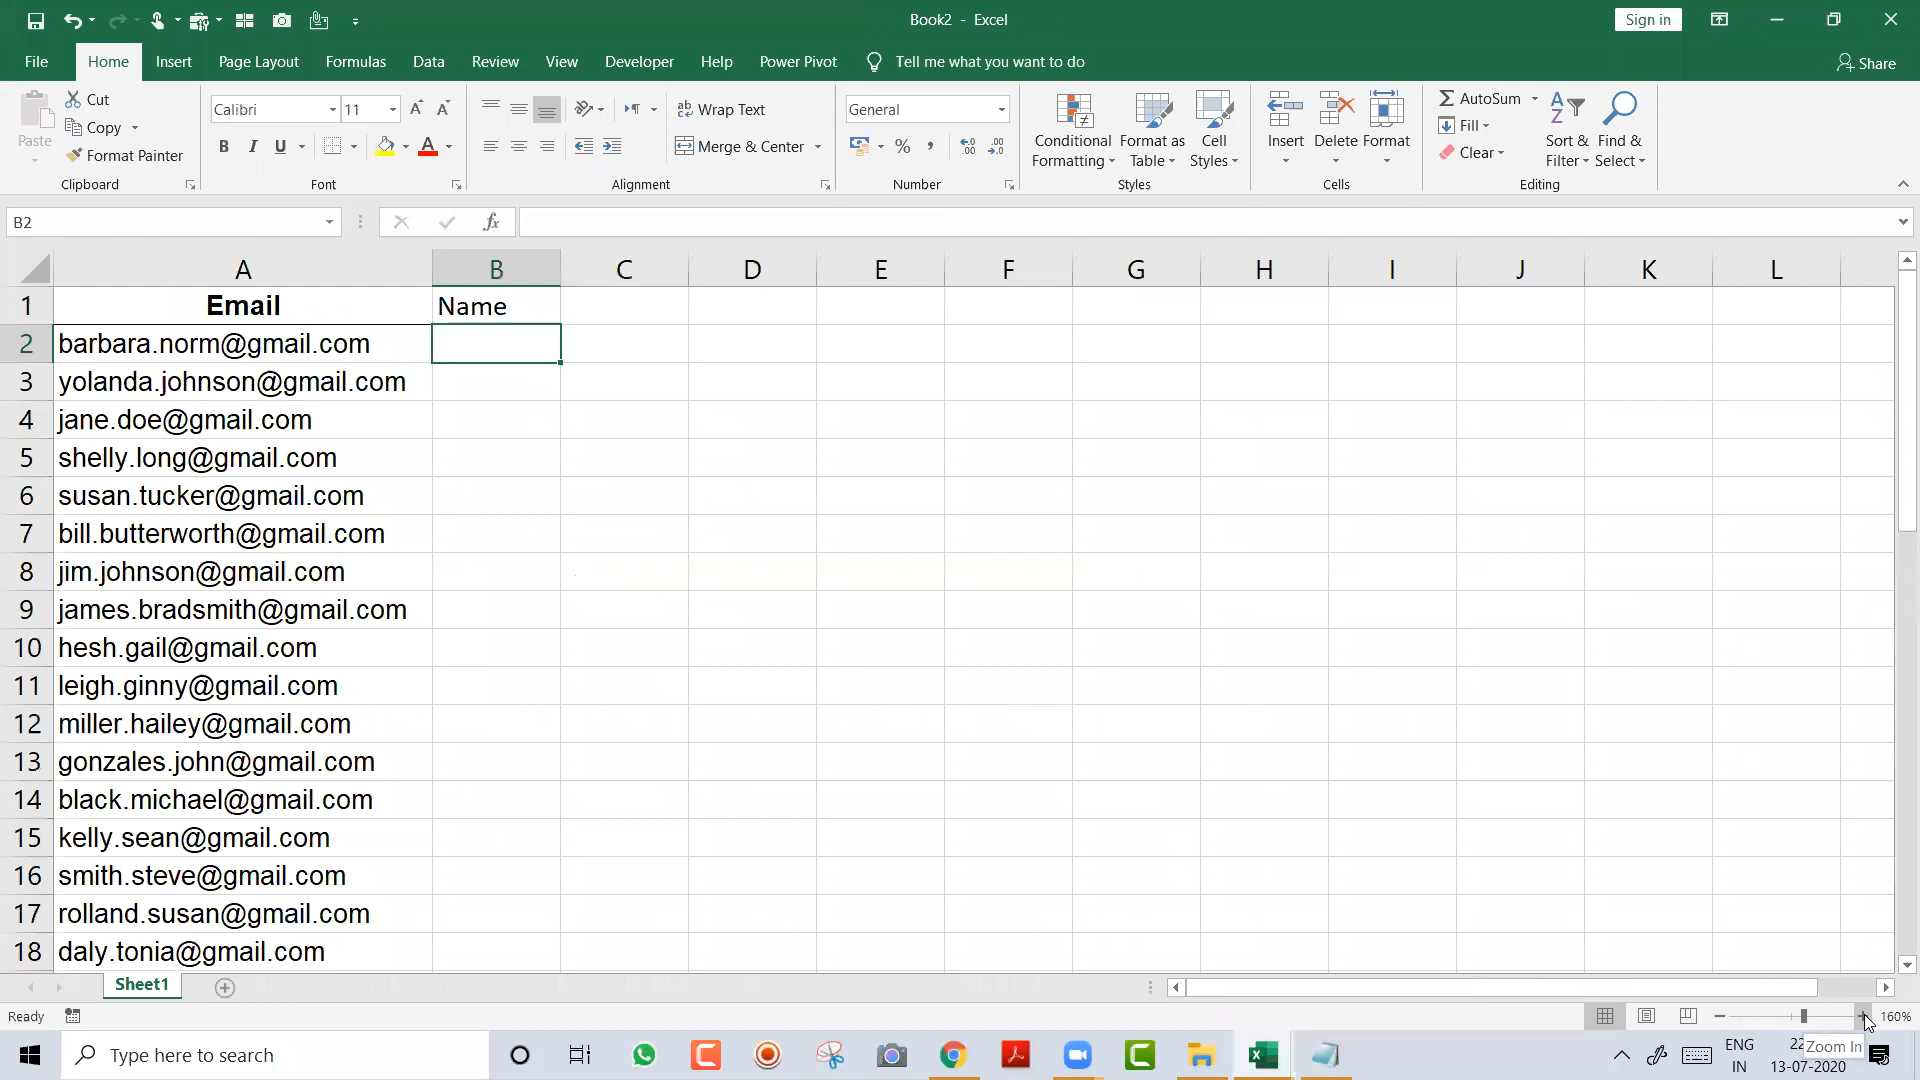 Book2 - Excel
Sign in
File Home Insert Page Layout Formulas Data Review View Developer Help Power Pivot Tell me what you want to do Share
Paste
Cut
Copy
Format Painter
Clipboard
Calibri 11
B I U
Font
Wrap Text
Merge & Center
Alignment
General
% ,
Number
Conditional Formatting
Format as Table
Cell Styles
Styles
Insert
Delete
Format
Cells
AutoSum
Fill
Clear
Sort & Filter
Find & Select
Editing
B2 fx
A B C D E F G H I J K L
1 Email Name
2 barbara.norm@gmail.com
3 yolanda.johnson@gmail.com
4 jane.doe@gmail.com
5 shelly.long@gmail.com
6 susan.tucker@gmail.com
7 bill.butterworth@gmail.com
8 jim.johnson@gmail.com
9 james.bradsmith@gmail.com
10 hesh.gail@gmail.com
11 leigh.ginny@gmail.com
12 miller.hailey@gmail.com
13 gonzales.john@gmail.com
14 black.michael@gmail.com
15 kelly.sean@gmail.com
16 smith.steve@gmail.com
17 rolland.susan@gmail.com
18 daly.tonia@gmail.com
Sheet1
Ready 160%
Zoom In
Type here to search
ENG
IN
22
13-07-2020